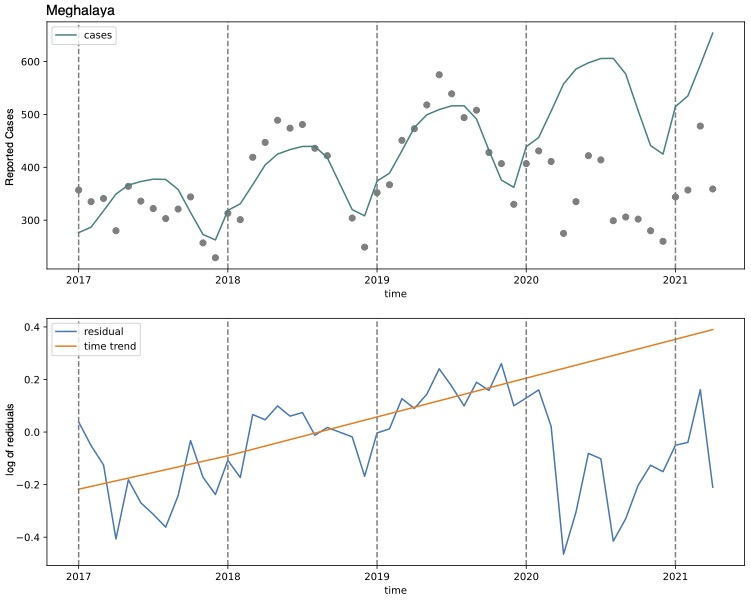 Meghalaya
cases
Reported Cases
600
500
400
300
2017
2018
2019
2020
2021
time
residual
time trend
log of rediduals
0.4
0.2
0.0
−0.2
−0.4
2017
2018
2019
2020
2021
time